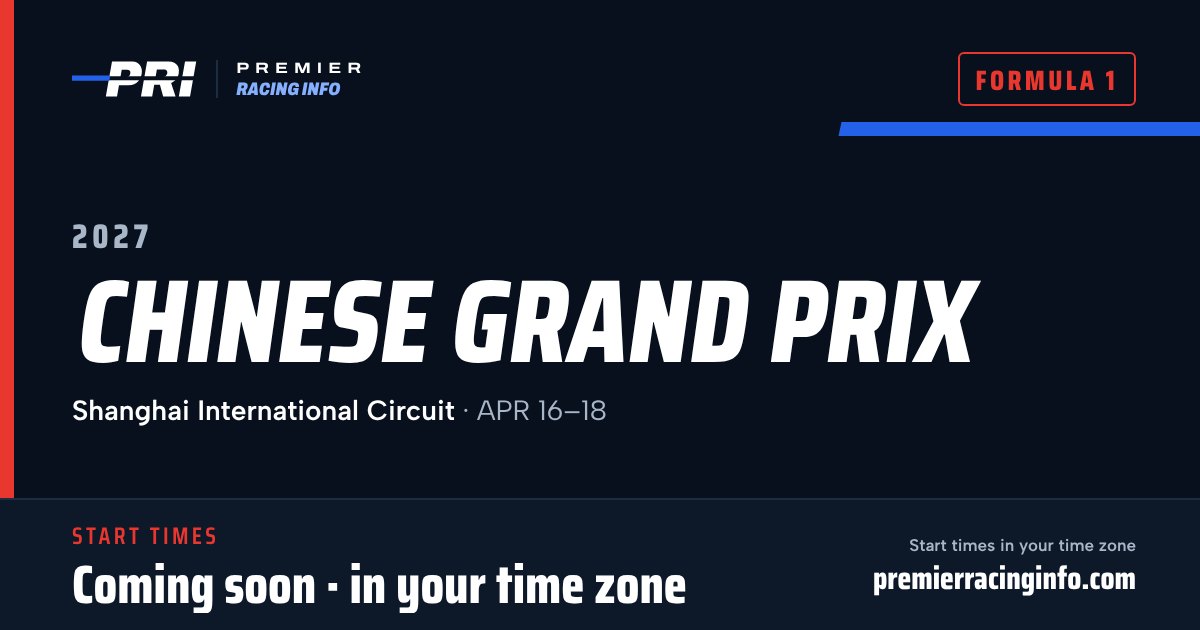 PRI
PREMIER
RACING INFO
FORMULA 1
2027
CHINESE GRAND PRIX
Shanghai International Circuit · APR 16–18
START TIMES
Coming soon · in your time zone
Start times in your time zone
premierracinginfo.com